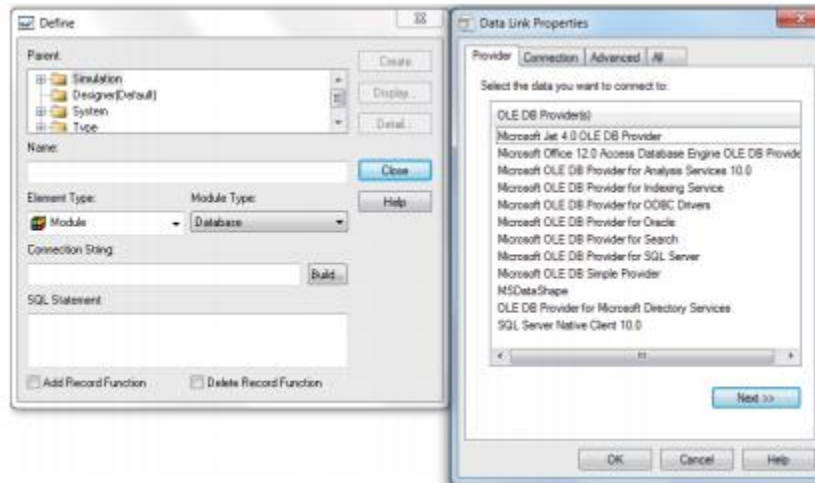 Define
Parent:
Simulation
Designer(Default)
System
Type
Create
Display...
Detail...
Name:
Close
Element Type:
Module Type:
Help
Module
Database
Connection String:
Build...
SQL Statement
Add Record Function
Delete Record Function
Data Link Properties
Provider
Connection
Advanced
All
Select the data you want to connect to:
OLE DB Provider(s)
Microsoft Jet 4.0 OLE DB Provider
Microsoft Office 12.0 Access Database Engine OLE DB Provide
Microsoft OLE DB Provider for Analysis Services 10.0
Microsoft OLE DB Provider for Indexing Service
Microsoft OLE DB Provider for ODBC Drivers
Microsoft OLE DB Provider for Oracle
Microsoft OLE DB Provider for Search
Microsoft OLE DB Provider for SQL Server
Microsoft OLE DB Simple Provider
MSDataShape
OLE DB Provider for Microsoft Directory Services
SQL Server Native Client 10.0
Next >>
OK
Cancel
Help